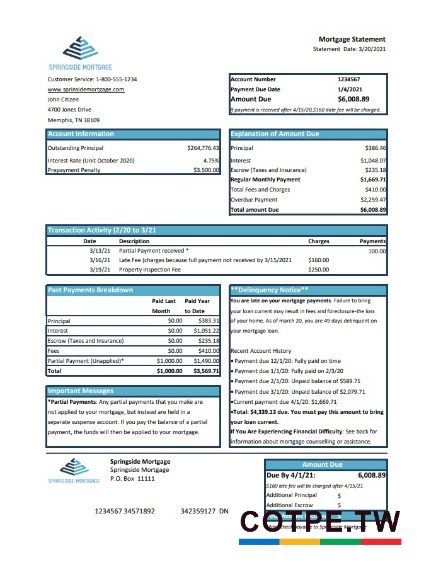 Mortgage Statement
Statement Date: 3/20/2021
SPRINGSIDE MORTGAGE
Customer Service: 1-800-555-1234
www.sprinsidemortgage.com
John Citizen
4700 Jones Drive
Memphis, TN 38109
Account Number 1234567
Payment Due Date 1/4/2021
Amount Due $6,008.89
If payment is received after 4/15/20,$160 date fee will be charged.
Account Information
Outstanding Principal $264,776.43
Interest Rate (Unit October 2020) 4.75%
Prepayment Penalty $3,500.00
Explanation of Amount Due
Principal $386.46
Interest $1,048.07
Escrow (Taxes and Insurance) $235.18
Regular Monthly Payment $1,669.71
Total Fees and Charges $410.00
Overdue Payment $2,259.47
Total amount Due $6,008.89
Transaction Activity (2/20 to 3/21
Date Description Charges Payments
3/13/21 Partial Payment received * 100.00
3/16/21 Late Fee (charges because full payment not received by 3/15/2021 $160.00
3/19/21 Property Inspection Fee $250.00
Past Payments Breakdown
Paid Last Month Paid Year to Date
Principal $0.00 $383.31
Interest $0.00 $1,051.22
Escrow (Taxes and Insurance) $0.00 $235.18
Fees $0.00 $410.00
Partial Payment (Unapplied)* $1,000.00 $1,490.00
Total $1,000.00 $3,569.71
Important Messages
*Partial Payments: Any partial payments that you make are
not applied to your mortgage, but instead are held in a
separate suspense account. If you pay the balance of a partial
payment, the funds will then be applied to your mortgage.
**Delinquency Notice**
You are late on your mortgage payments. Failure to bring
your loan current may result in fees and foreclosure-the loss
of your home. As of march 20, you are 49 days delinquent on
your mortgage loan.
Recent Account History
•Payment due 12/1/20: Fully paid on time
•Payment due 1/1/20: Fully paid on 2/3/20
•Payment due 2/1/20: Unpaid balance of $589.71
•Payment due 3/1/20: Unpaid balance of $2,079.71
•Current payment due 4/1/20: $1,669.71
•Total: $4,339.13 due. You must pay this amount to bring
your loan current.
If You Are Experiencing Financial Difficulty: See back for
information about mortgage counselling or assistance.
SPRINGSIDE MORTGAGE
Springside Mortgage
Springside Mortgage
P.O. Box 11111
1234567 34571892 342359127 DN
Amount Due
Due By 4/1/21: 6,008.89
$160 late fee will be charged after 4/15/21
Additional Principal $
Additional Escrow $
COTPE.TW